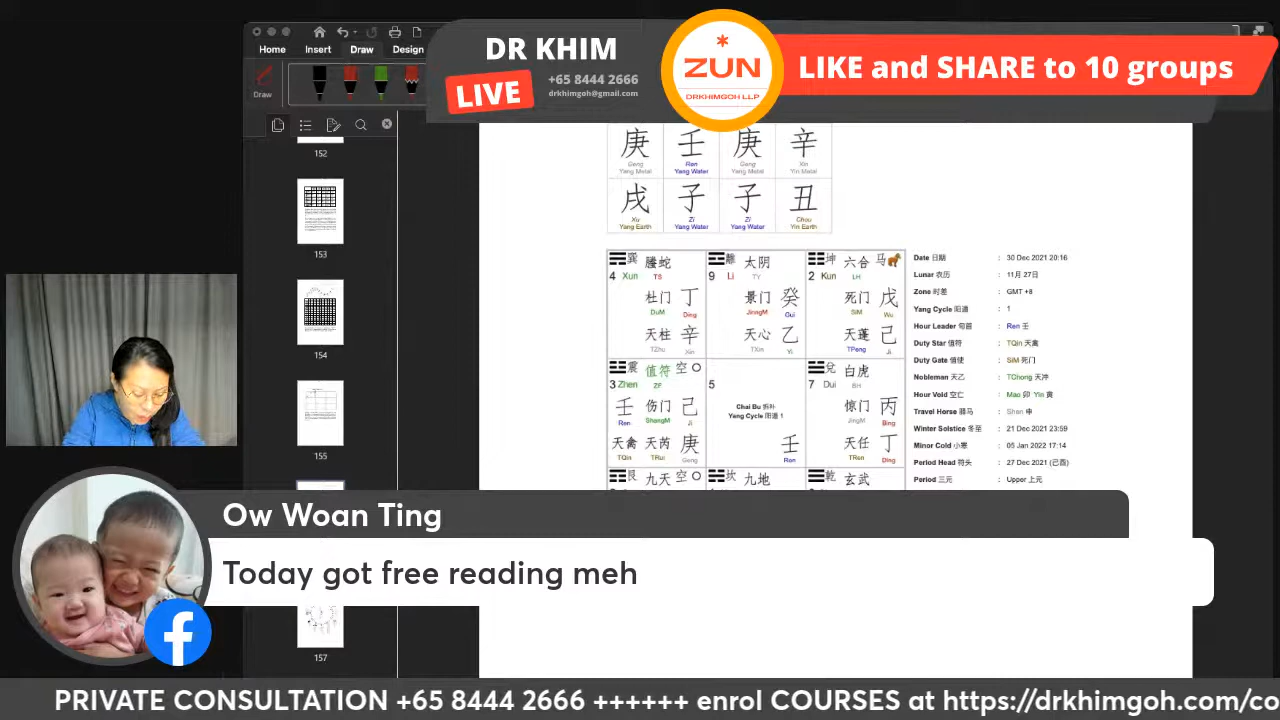 DR KHIM
LIVE
+65 8444 2666
drkhimgoh@gmail.com
*
ZUN
DRKHIMGOH LLP
LIKE and SHARE to 10 groups
Home Insert Draw Design
Draw
152
153
154
155
157
庚 壬 庚 辛
Geng Ren Geng Xin
Yang Metal Yang Water Yang Metal Yin Metal
戌 子 子 丑
Xu Zi Zi Chou
Yang Earth Yang Water Yang Water Yin Earth
巽 螣蛇 離 太阴 坤 六合 马
4 Xun TS 9 Li TY 2 Kun LH
杜门 丁 景门 癸 死门 戊
DuM Ding JingM Gui SiM Wu
天柱 辛 天心 乙 天蓬 己
TZhu Xin TXin Yi TPeng Ji
震 值符 空 兌 白虎
3 Zhen ZF 5 7 Dui BH
壬 伤门 己 Chai Bu 拆补 惊门 丙
Ren ShangM Ji Yang Cycle 阳遁 1 JingM Bing
天禽 天芮 庚 壬 天任 丁
TQin TRui Geng Ren TRen Ding
艮 九天 空 坎 九地 乾 玄武
Date 日期 : 30 Dec 2021 20:16
Lunar 农历 : 11月 27日
Zone 时差 : GMT +8
Yang Cycle 阳遁 : 1
Hour Leader 旬首 : Ren 壬
Duty Star 值符 : TQin 天禽
Duty Gate 值使 : SiM 死门
Nobleman 天乙 : TChong 天冲
Hour Void 空亡 : Mao 卯 Yin 寅
Travel Horse 驿马 : Shen 申
Winter Solstice 冬至 : 21 Dec 2021 23:59
Minor Cold 小寒 : 05 Jan 2022 17:14
Period Head 符头 : 27 Dec 2021 (己酉)
Period 三元 : Upper 上元
Ow Woan Ting
Today got free reading meh
PRIVATE CONSULTATION +65 8444 2666 ++++++ enrol COURSES at https://drkhimgoh.com/co